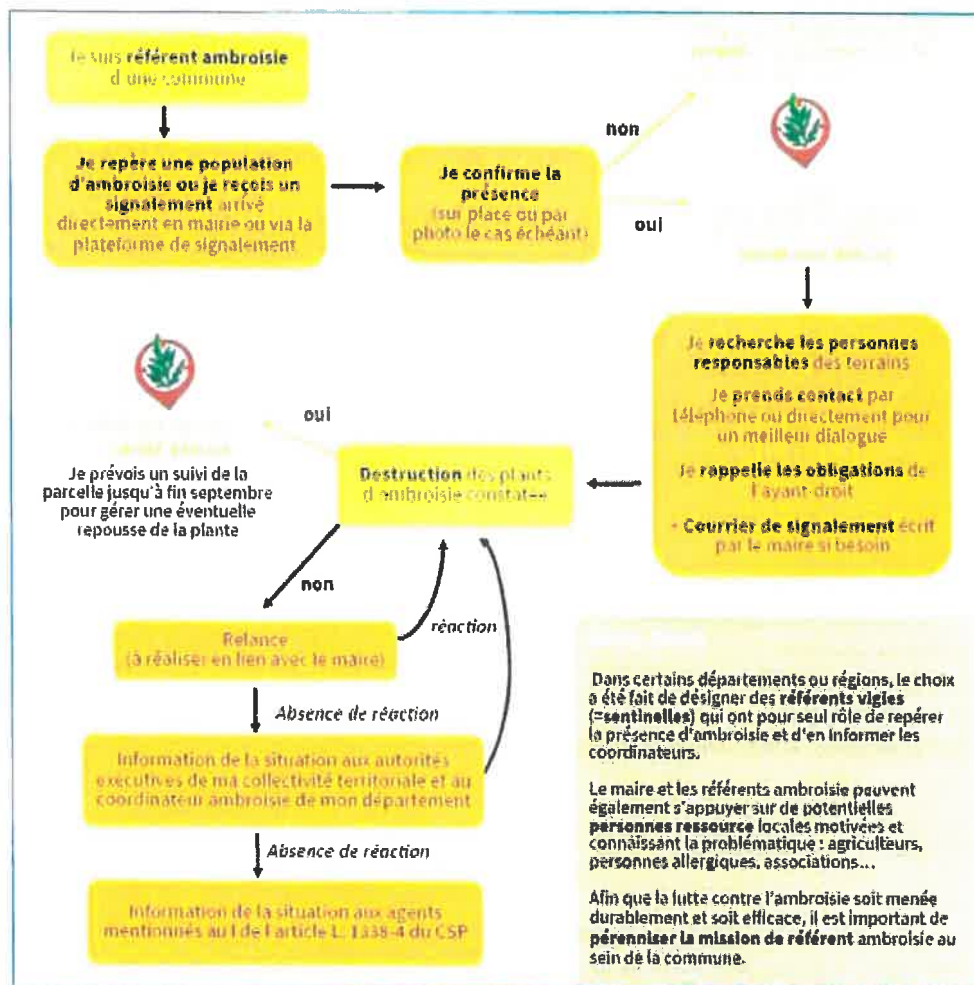 Je suis référent ambroisie
d'une commune
Je repère une population
d'ambroisie ou je reçois un
signalement arrivé
directement en mairie ou via la
plateforme de signalement
Je confirme la
présence
(sur place ou par
photo le cas échéant)
non
oui
Je recherche les personnes
responsables des terrains
Je prends contact par
téléphone ou directement pour
un meilleur dialogue
Je rappelle les obligations de
l'ayant-droit
- Courrier de signalement écrit
par le maire si besoin
oui
Je prévois un suivi de la
parcelle jusqu'à fin septembre
pour gérer une éventuelle
repousse de la plante
Destruction des plants
d'ambroisie constatée
non
réaction
Relance
(à réaliser en lien avec le maire)
Absence de réaction
Information de la situation aux autorités
exécutives de ma collectivité territoriale et au
coordinateur ambroisie de mon département
Absence de réaction
Information de la situation aux agents
mentionnés au I de l'article L. 1338-4 du CSP
Dans certains départements ou régions, le choix
a été fait de désigner des référents vigies
(=sentinelles) qui ont pour seul rôle de repérer
la présence d'ambroisie et d'en informer les
coordinateurs.
Le maire et les référents ambroisie peuvent
également s'appuyer sur de potentielles
personnes ressource locales motivées et
connaissant la problématique : agriculteurs,
personnes allergiques, associations...
Afin que la lutte contre l'ambroisie soit menée
durablement et soit efficace, il est important de
pérenniser la mission de référent ambroisie au
sein de la commune.